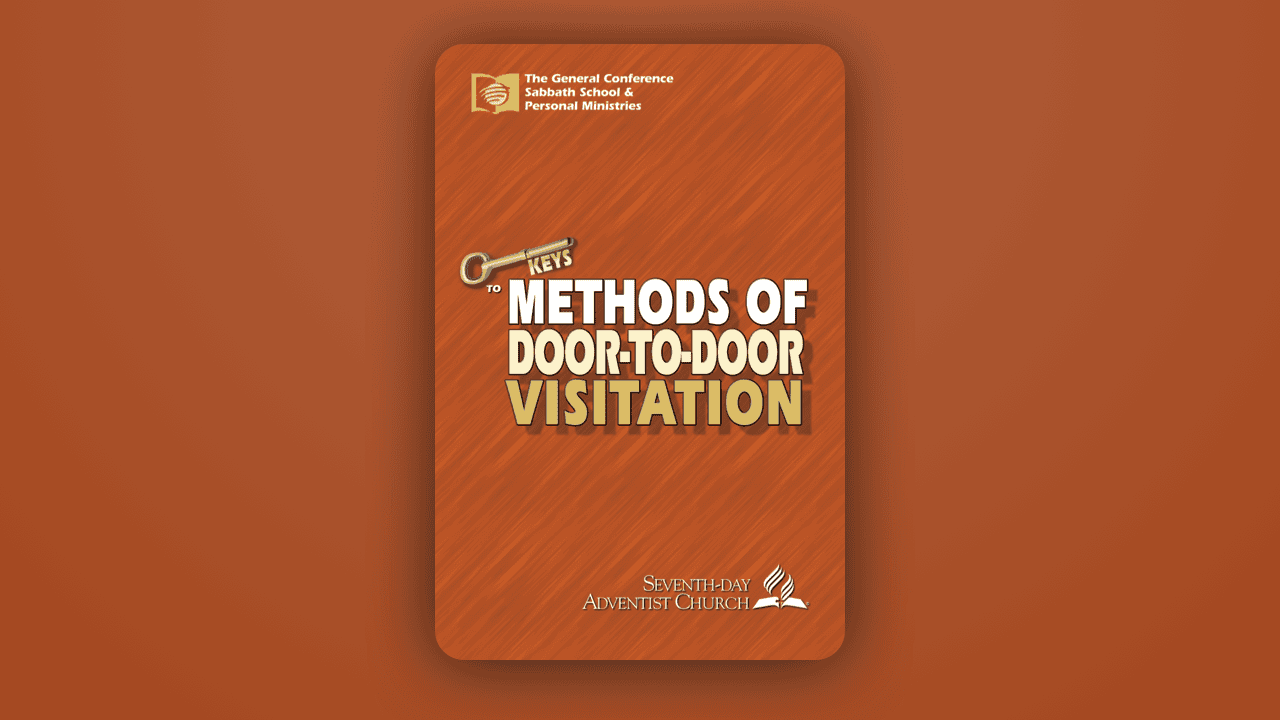 The General Conference
Sabbath School &
Personal Ministries
KEYS
TO
METHODS OF
DOOR-TO-DOOR
VISITATION
SEVENTH-DAY
ADVENTIST CHURCH